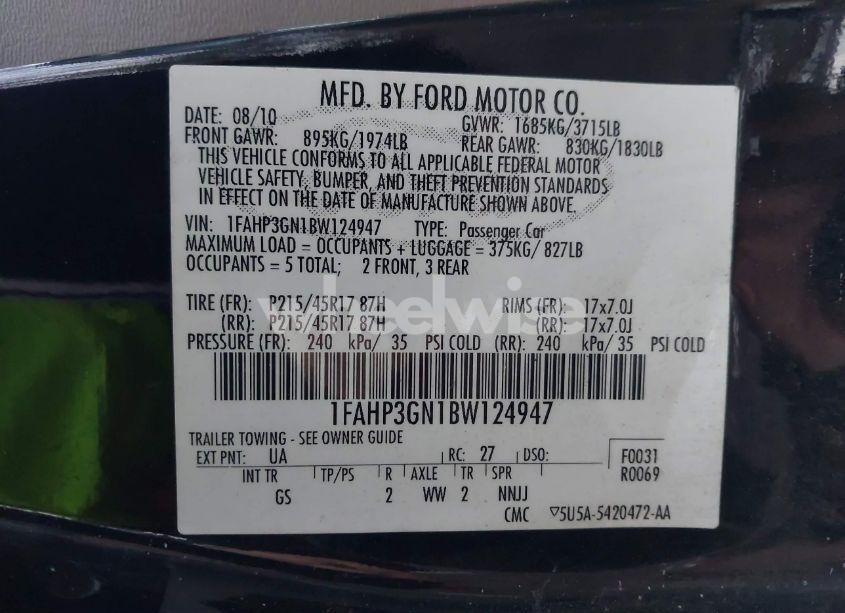 MFD. BY FORD MOTOR CO.
DATE: 08/10 GVWR: 1685KG/3715LB
FRONT GAWR: 895KG/1974LB REAR GAWR: 830KG/1830LB
THIS VEHICLE CONFORMS TO ALL APPLICABLE FEDERAL MOTOR
VEHICLE SAFETY, BUMPER, AND THEFT PREVENTION STANDARDS
IN EFFECT ON THE DATE OF MANUFACTURE SHOWN ABOVE.
VIN: 1FAHP3GN1BW124947 TYPE: Passenger Car
MAXIMUM LOAD = OCCUPANTS + LUGGAGE = 375KG/ 827LB
OCCUPANTS = 5 TOTAL; 2 FRONT, 3 REAR
TIRE (FR): P215/45R17 87H RIMS (FR): 17x7.0J
(RR): P215/45R17 87H (RR): 17x7.0J
wheelwise
PRESSURE (FR): 240 kPa/ 35 PSI COLD (RR): 240 kPa/ 35 PSI COLD
1FAHP3GN1BW124947
TRAILER TOWING - SEE OWNER GUIDE
EXT PNT: UA RC: 27 DSO: F0031
R0069
INT TR TP/PS R AXLE TR SPR
GS 2 WW 2 NNJJ
CMC ▽5U5A-5420472-AA